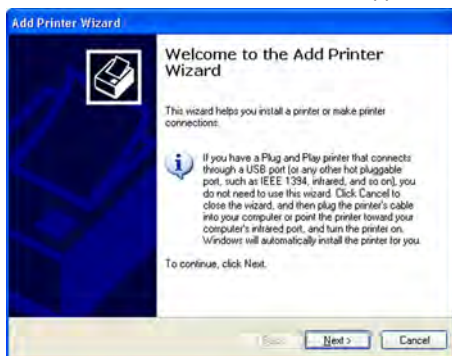 Add Printer Wizard
Welcome to the Add Printer
Wizard
This wizard helps you install a printer or make printer
connections.
If you have a Plug and Play printer that connects
through a USB port (or any other hot pluggable
port, such as IEEE 1394, infrared, and so on), you
do not need to use this wizard. Click Cancel to
close the wizard, and then plug the printer's cable
into your computer or point the printer toward your
computer's infrared port, and turn the printer on.
Windows will automatically install the printer for you.
To continue, click Next.
< Back
Next >
Cancel